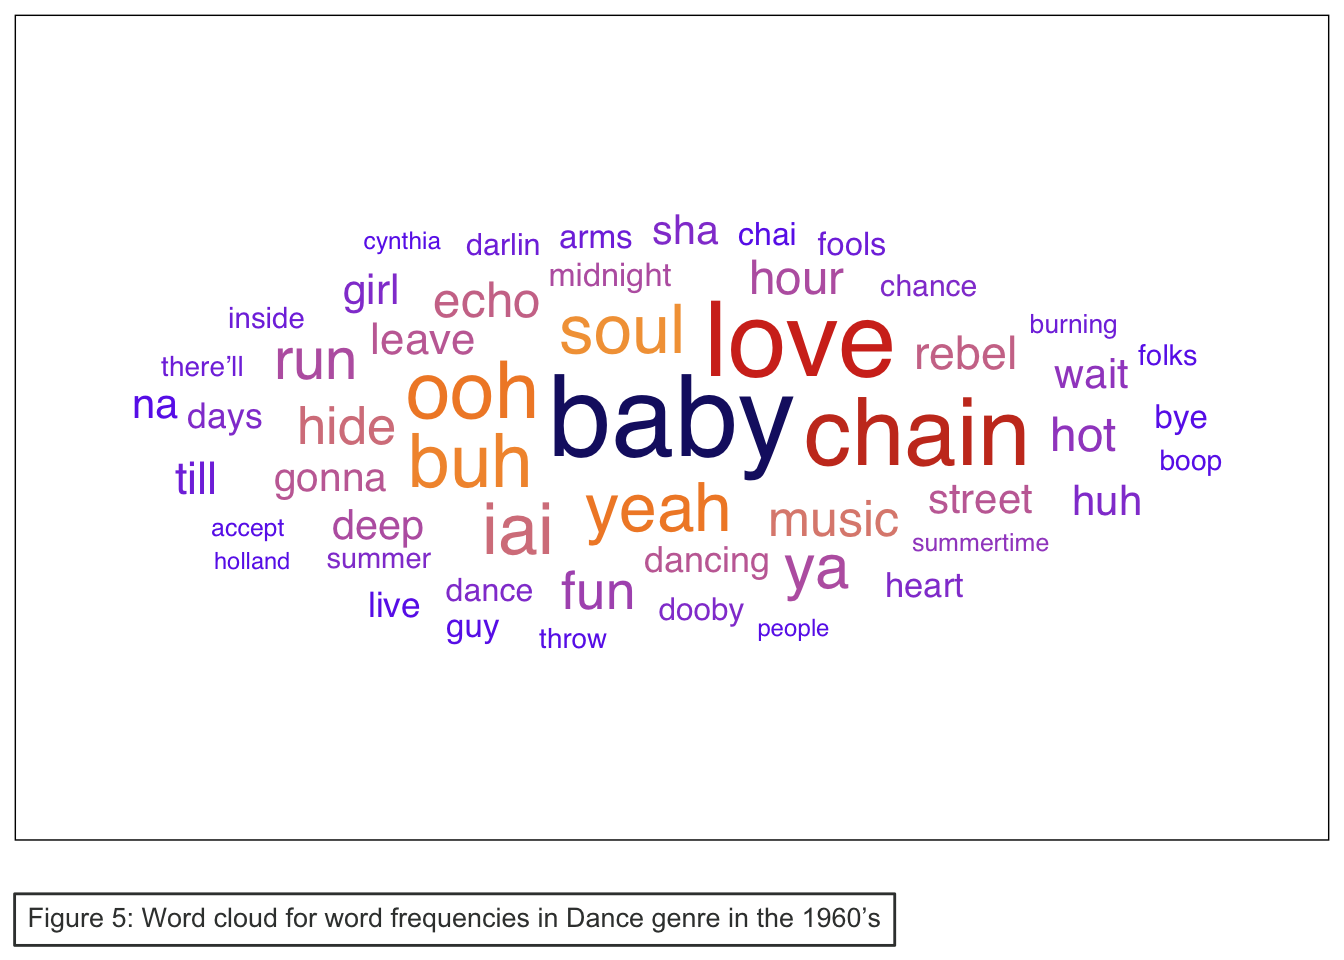 cynthia darlin arms sha chai fools
girl echo midnight hour chance
inside leave soul love rebel burning
there’ll run ooh baby chain wait folks
na days hide buh hot bye
till gonna iai yeah music street huh boop
accept deep dancing ya summertime
holland summer dance fun dooby heart
live guy throw people
Figure 5: Word cloud for word frequencies in Dance genre in the 1960’s